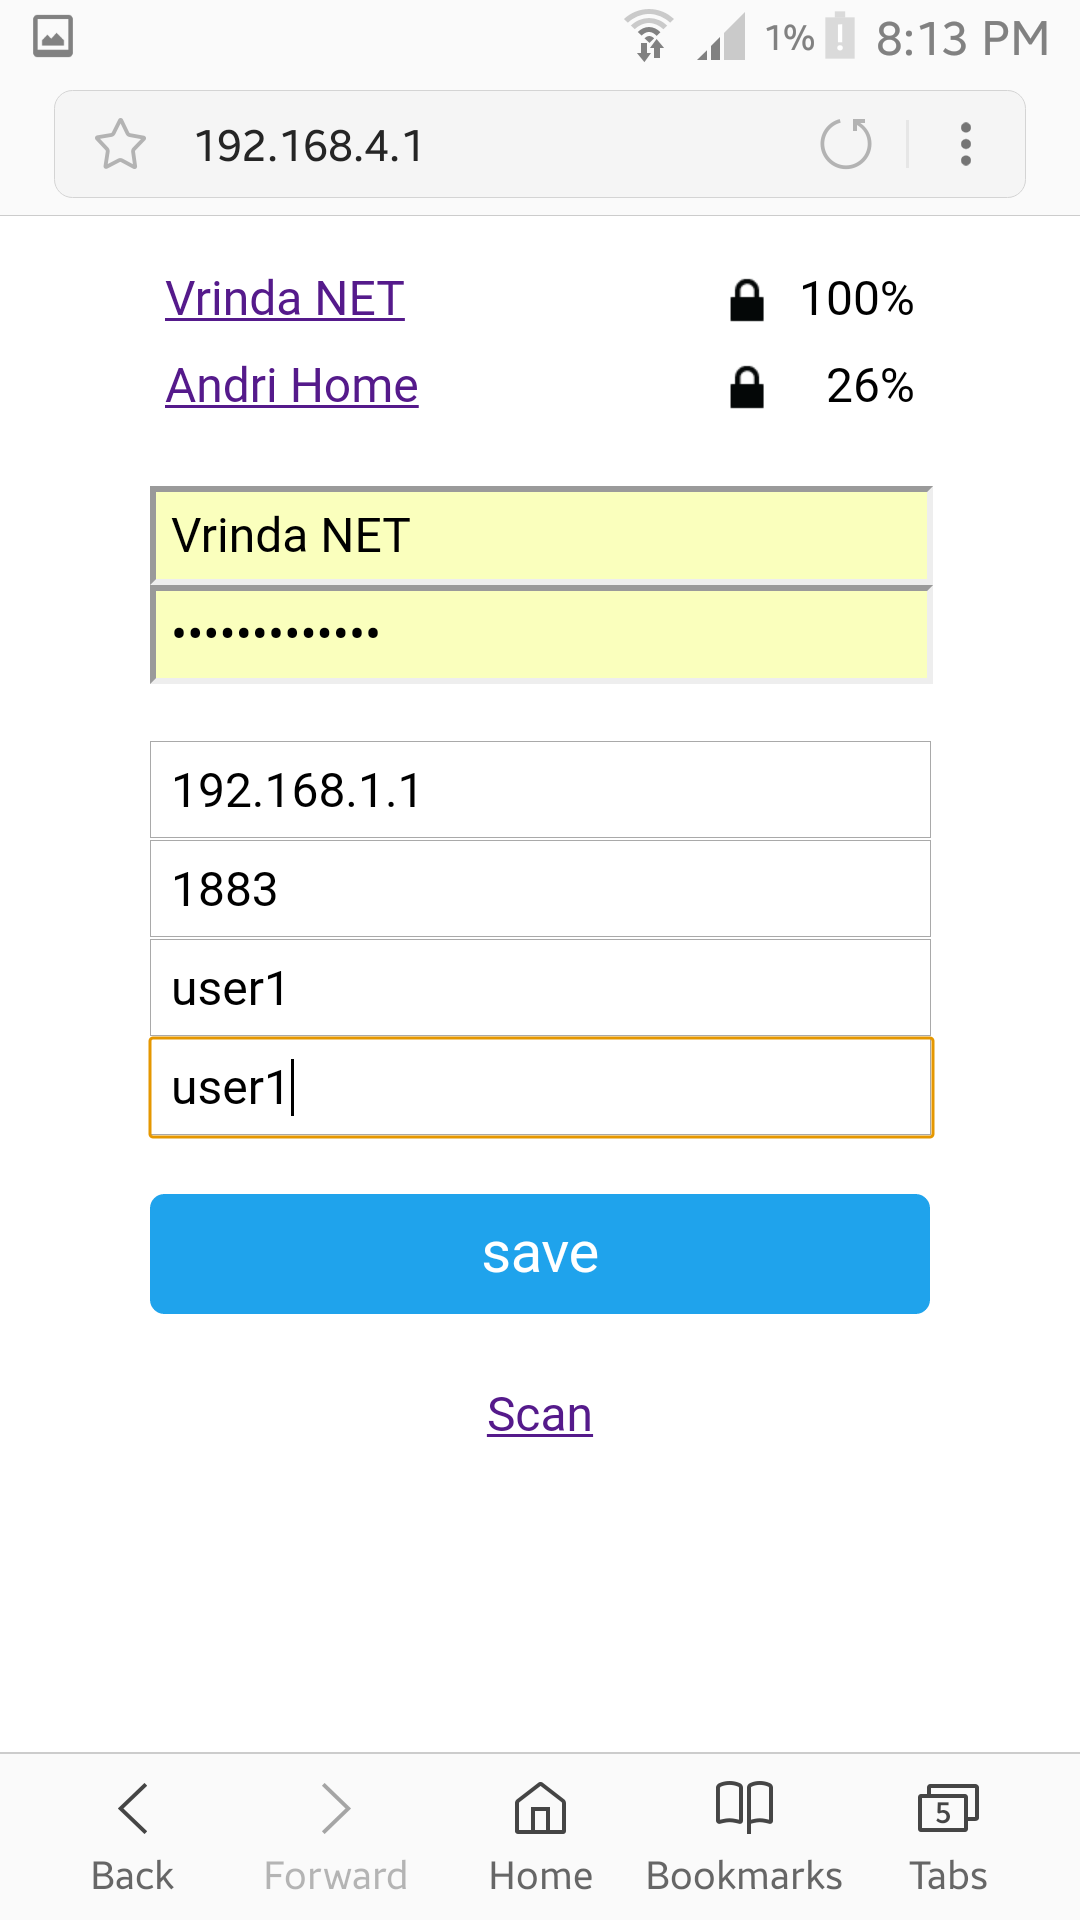 1% 8:13 PM
192.168.4.1
Vrinda NET 100%
Andri Home 26%
Vrinda NET
•••••••••••••
192.168.1.1
1883
user1
user1
save
Scan
5
Back Forward Home Bookmarks Tabs